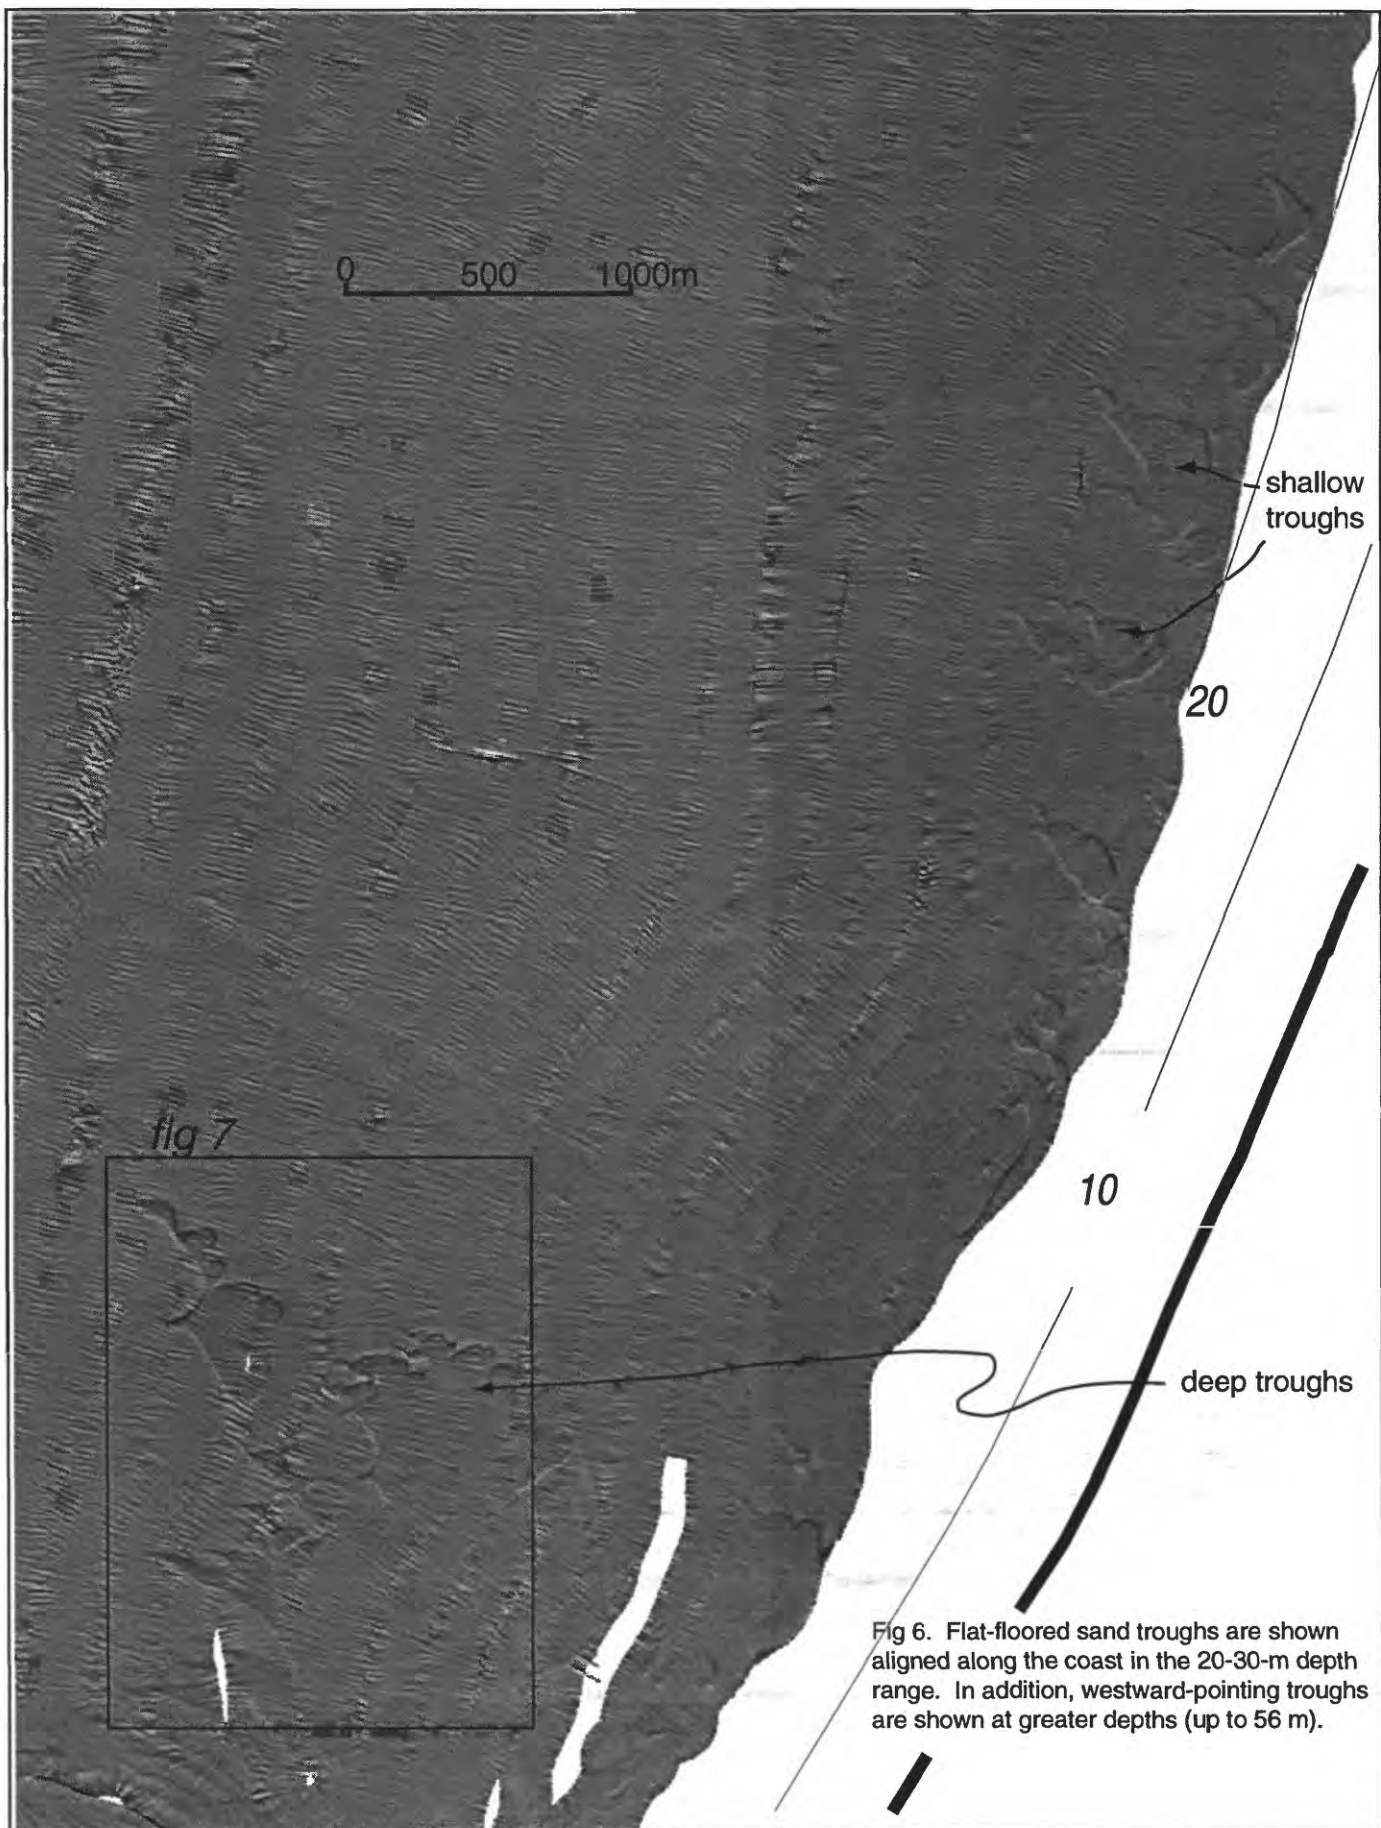 0 500 1000m
shallow
troughs
20
fig 7
10
deep troughs
Fig 6. Flat-floored sand troughs are shown
aligned along the coast in the 20-30-m depth
range. In addition, westward-pointing troughs
are shown at greater depths (up to 56 m).